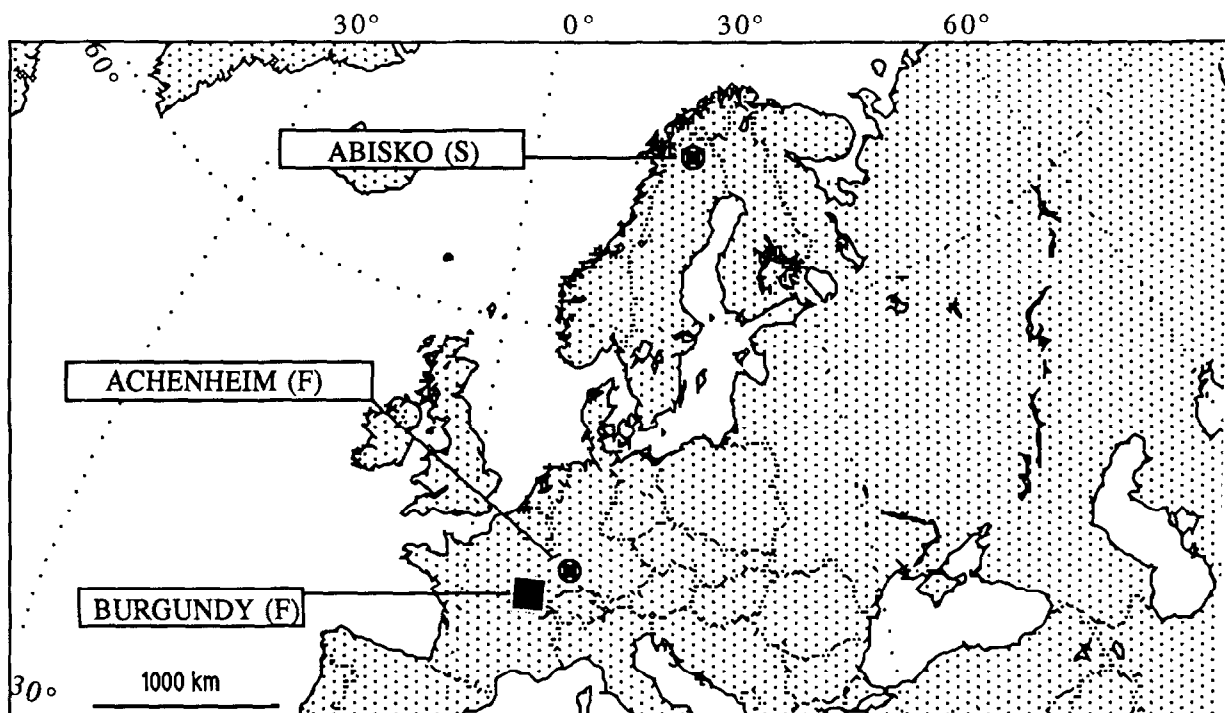 30° 0° 30° 60°
60°
ABISKO (S)
ACHENHEIM (F)
BURGUNDY (F)
30°
1000 km